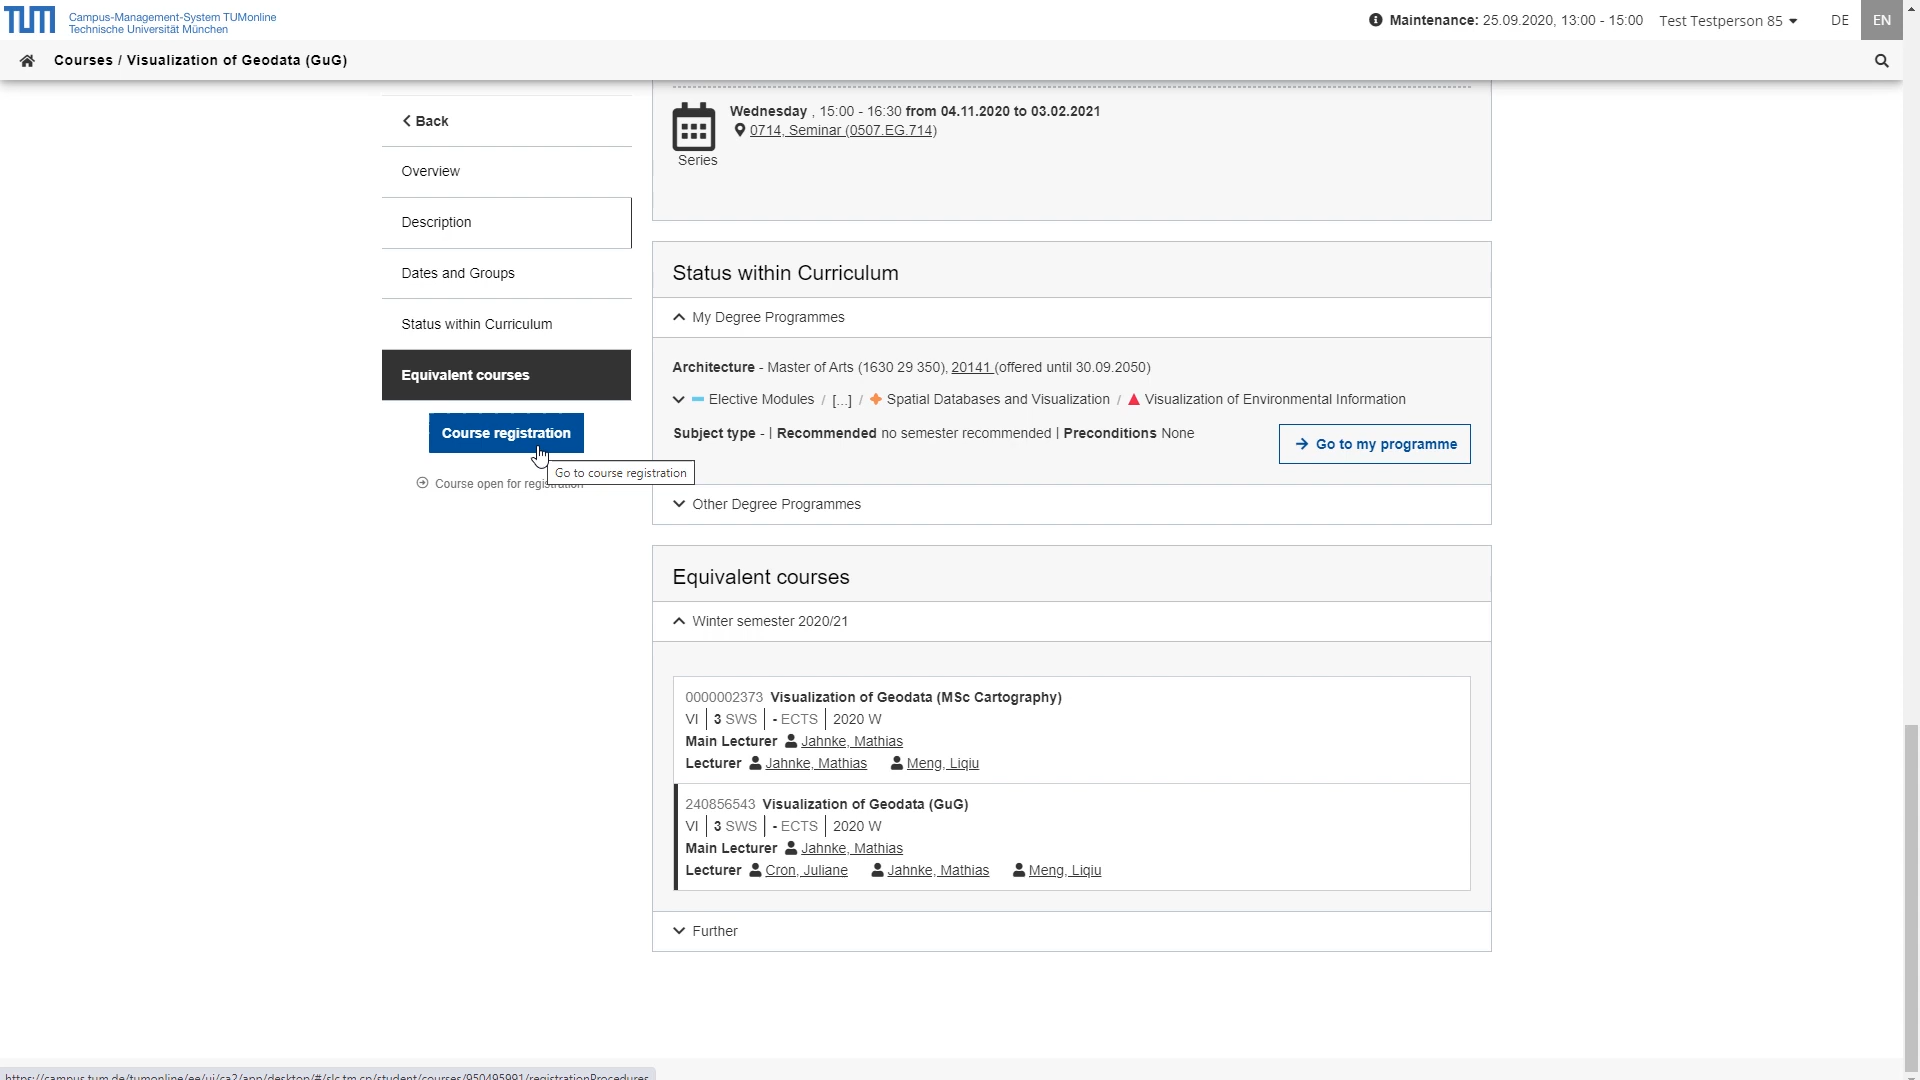 TUM Campus-Management-System TUMonline
Technische Universität München
Maintenance: 25.09.2020, 13:00 - 15:00 Test Testperson 85 DE EN
Courses / Visualization of Geodata (GuG)
Back
Overview
Description
Dates and Groups
Status within Curriculum
Equivalent courses
Course registration
Go to course registration
Course open for registration
Wednesday , 15:00 - 16:30 from 04.11.2020 to 03.02.2021
0714, Seminar (0507.EG.714)
Series
Status within Curriculum
My Degree Programmes
Architecture - Master of Arts (1630 29 350), 20141 (offered until 30.09.2050)
Elective Modules / [...] / Spatial Databases and Visualization / Visualization of Environmental Information
Subject type - | Recommended no semester recommended | Preconditions None
Go to my programme
Other Degree Programmes
Equivalent courses
Winter semester 2020/21
0000002373 Visualization of Geodata (MSc Cartography)
VI | 3 SWS | - ECTS | 2020 W
Main Lecturer Jahnke, Mathias
Lecturer Jahnke, Mathias Meng, Liqiu
240856543 Visualization of Geodata (GuG)
VI | 3 SWS | - ECTS | 2020 W
Main Lecturer Jahnke, Mathias
Lecturer Cron, Juliane Jahnke, Mathias Meng, Liqiu
Further
https://campus.tum.de/tumonline/ee/ui/ca2/app/desktop/#/slc.tm.cp/student/courses/950495991/registrationProcedures